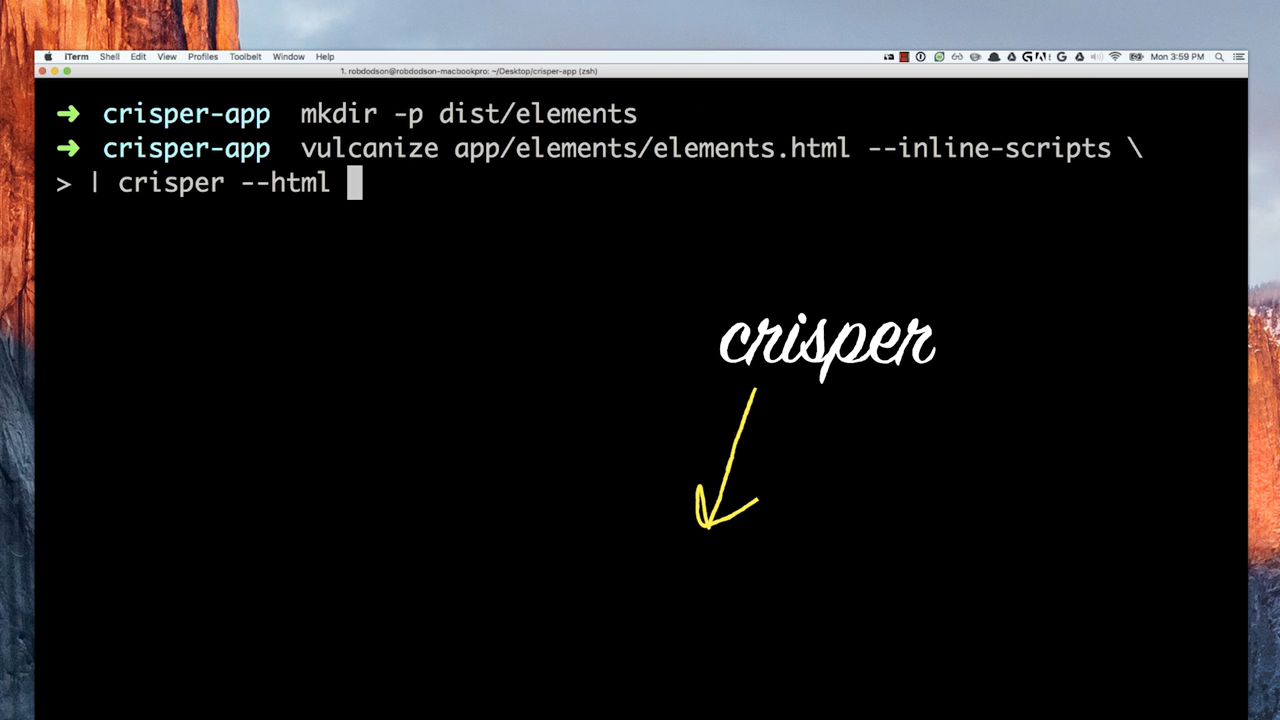 iTerm Shell Edit View Profiles Toolbelt Window Help Mon 3:59 PM
1. robdodson@robdodson-macbookpro: ~/Desktop/crisper-app (zsh)
➜ crisper-app mkdir -p dist/elements
➜ crisper-app vulcanize app/elements/elements.html --inline-scripts \
> | crisper --html
crisper